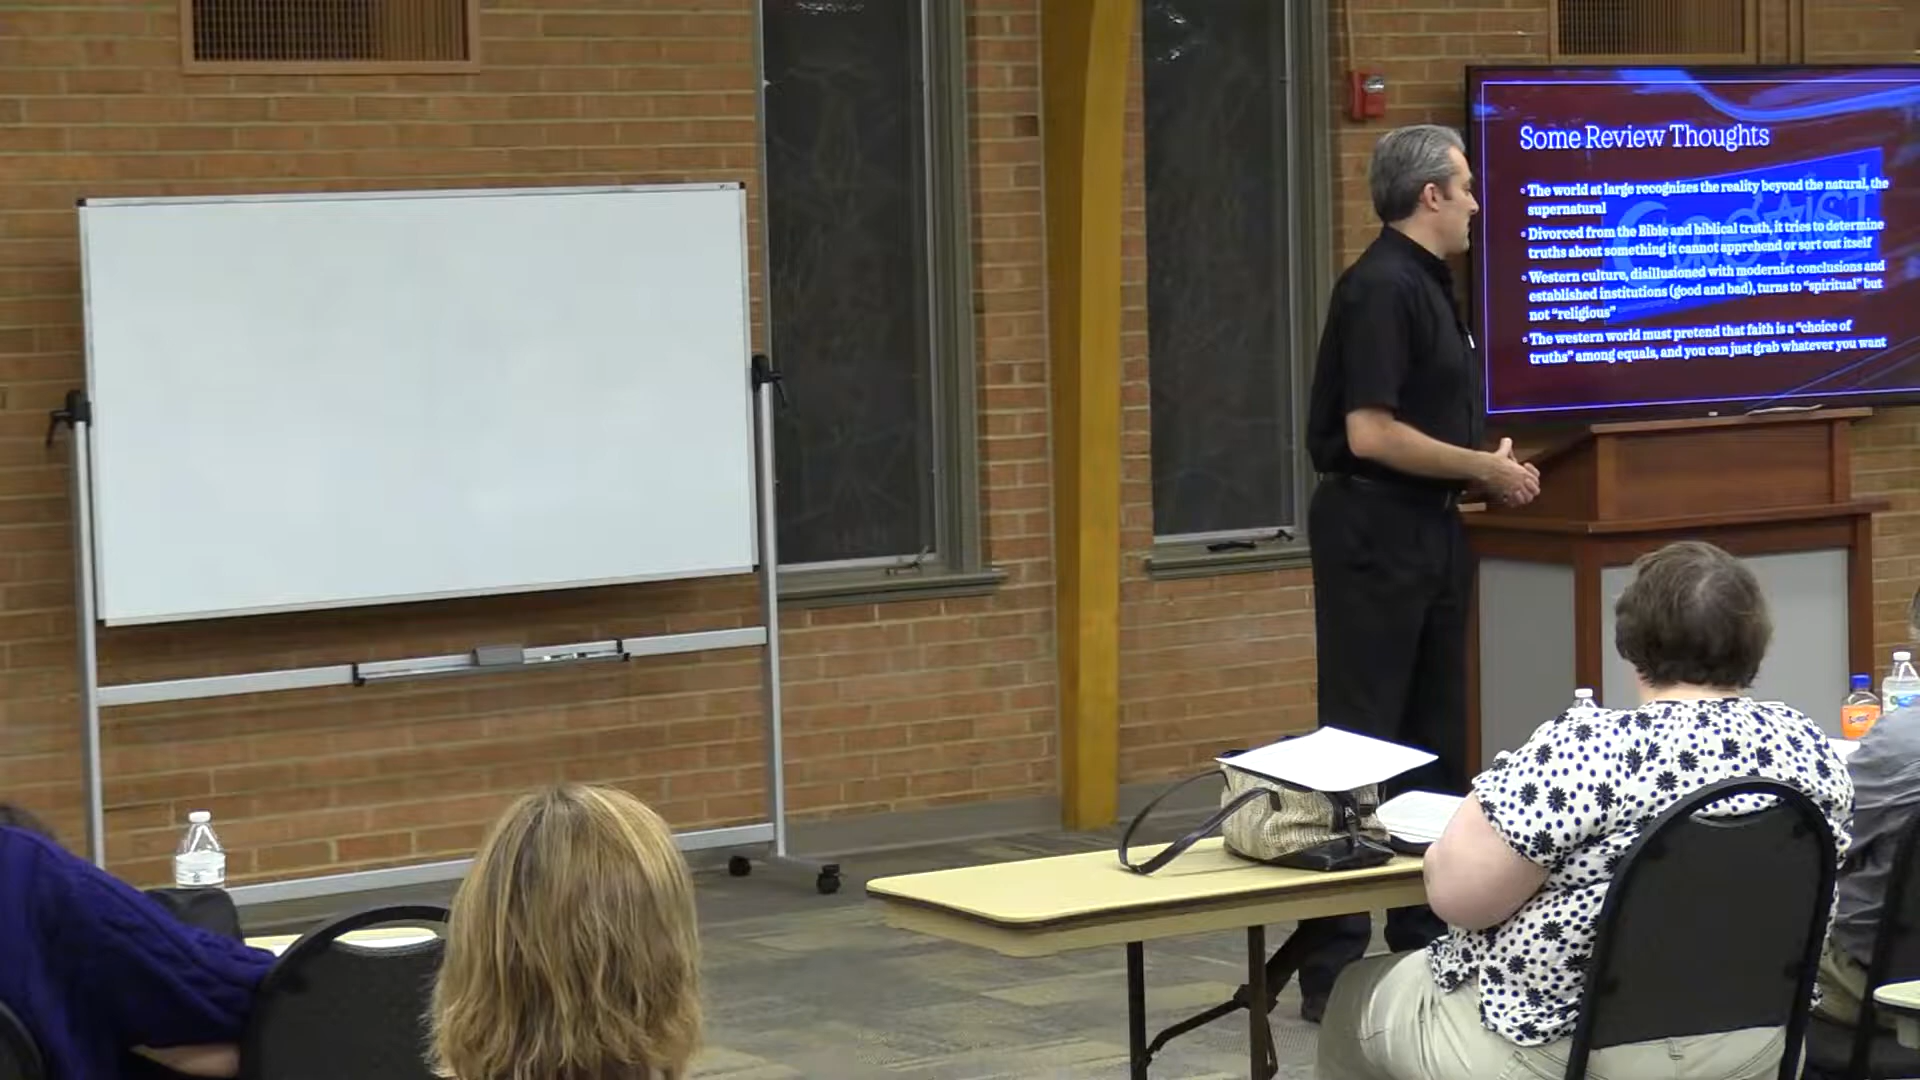 Some Review Thoughts
• The world at large recognizes the reality beyond the natural, the
supernatural
• Divorced from the Bible and biblical truth, it tries to determine
truths about something it cannot apprehend or sort out itself
• Western culture, disillusioned with modernist conclusions and
established institutions (good and bad), turns to “spiritual” but
not “religious”
• The western world must pretend that faith is a “choice of
truths” among equals, and you can just grab whatever you want